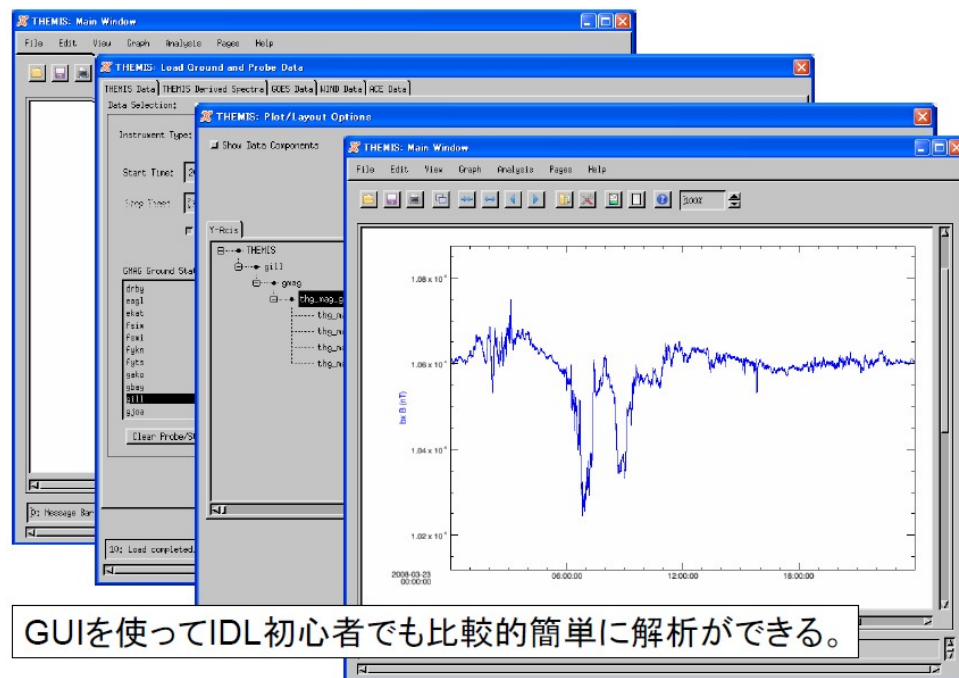 THEMIS: Main Window
File Edit View Graph Analysis Pages Help
THEMIS: Load Ground and Probe Data
THEMIS Data THEMIS Derived Spectra GOES Data WIND Data ACE Data
Data Selection:
Instrument Type:
Start Time:
Stop Time:
GMAG Ground
drby
eagl
ekat
fsim
fsmi
fykn
fyts
gako
gbay
gill
gjoa
Clear
THEMIS: Plot/Layout Options
Show Data Components
Y-Axis
THEMIS
gill
gmag
THEMIS: Main Window
File Edit View Graph Analysis Pages Help
100%
1.08 x 10⁴
1.06 x 10⁴
1.04 x 10⁴
1.02 x 10⁴
bx B (nT)
2008-03-23
00:00:00
06:00:00
12:00:00
18:00:00
0: Message
10: Load completed.
GUIを使ってIDL初心者でも比較的簡単に解析ができる。